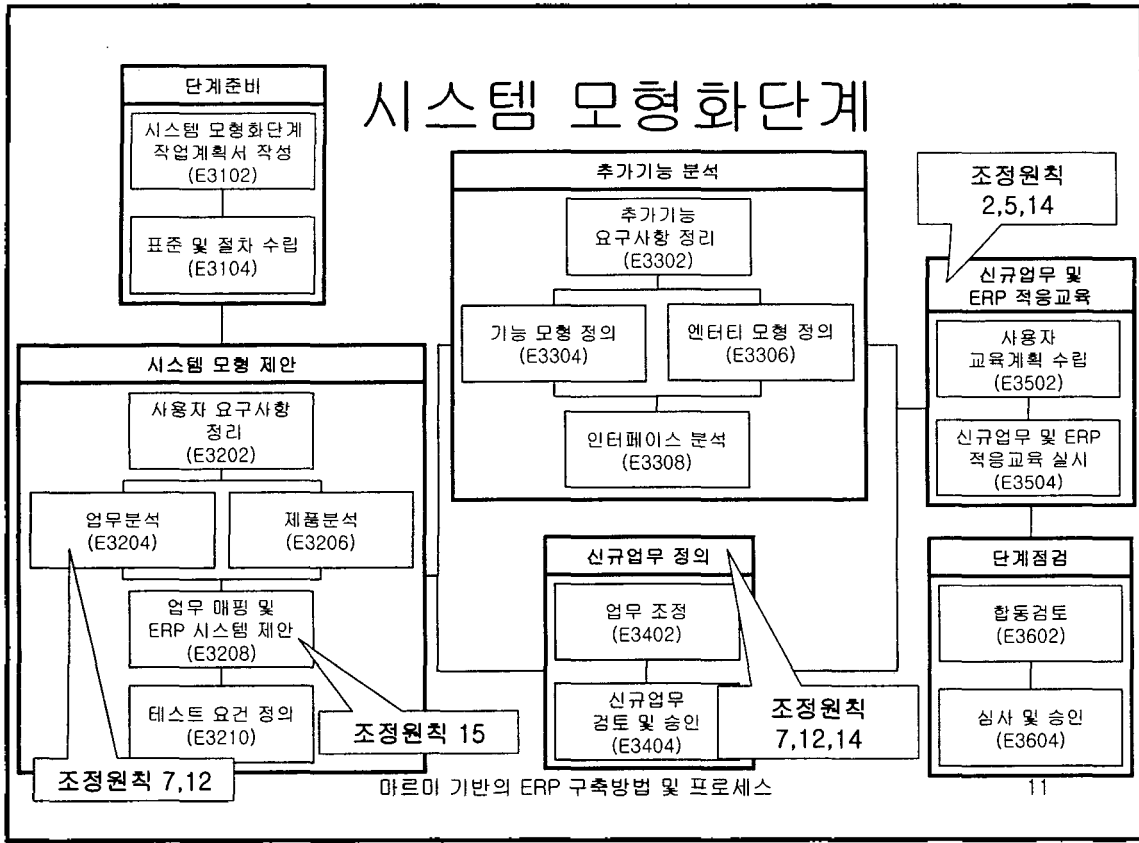 시스템 모형화단계
단계준비
시스템 모형화단계
작업계획서 작성
(E3102)
표준 및 절차 수립
(E3104)
시스템 모형 제안
사용자 요구사항
정리
(E3202)
업무분석
(E3204)
제품분석
(E3206)
업무 매핑 및
ERP 시스템 제안
(E3208)
테스트 요건 정의
(E3210)
조정원칙 7,12
조정원칙 15
추가기능 분석
추가기능
요구사항 정리
(E3302)
기능 모형 정의
(E3304)
엔터티 모형 정의
(E3306)
인터페이스 분석
(E3308)
신규업무 정의
업무 조정
(E3402)
신규업무
검토 및 승인
(E3404)
조정원칙
7,12,14
조정원칙
2,5,14
신규업무 및
ERP 적응교육
사용자
교육계획 수립
(E3502)
신규업무 및 ERP
적응교육 실시
(E3504)
단계점검
합동검토
(E3602)
심사 및 승인
(E3604)
마르미 기반의 ERP 구축방법 및 프로세스
11